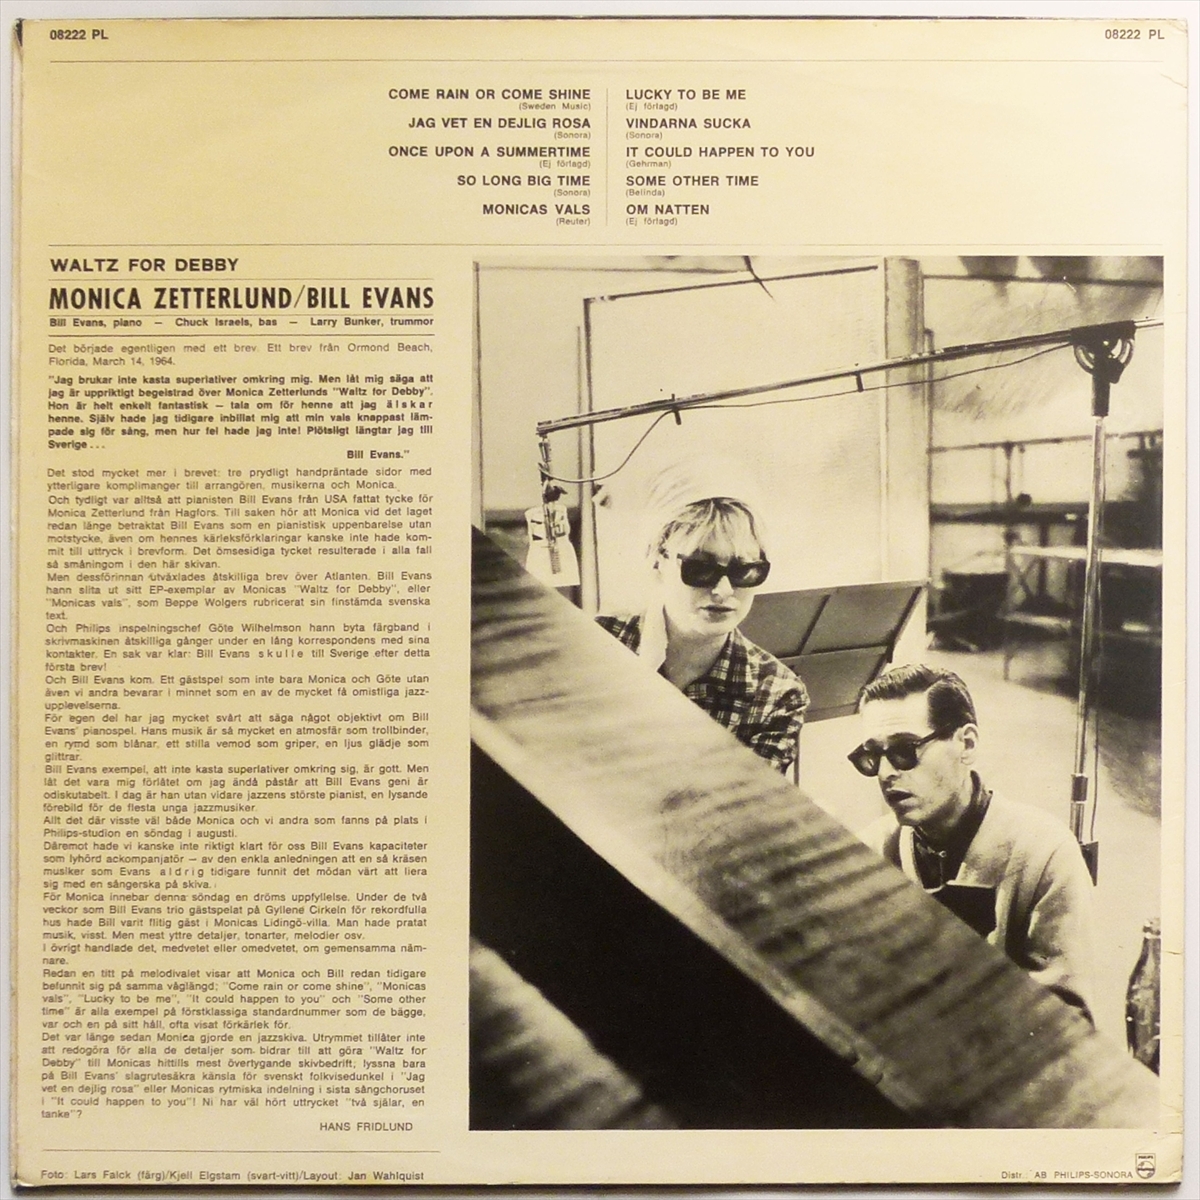 08222 PL
08222 PL
COME RAIN OR COME SHINE
(Sweden Music)
JAG VET EN DEJLIG ROSA
(Sonora)
ONCE UPON A SUMMERTIME
(Ej förlagd)
SO LONG BIG TIME
(Sonora)
MONICAS VALS
(Reuter)
LUCKY TO BE ME
(Ej förlagd)
VINDARNA SUCKA
(Sonora)
IT COULD HAPPEN TO YOU
(Gehrman)
SOME OTHER TIME
(Belinda)
OM NATTEN
(Ej förlagd)
WALTZ FOR DEBBY
MONICA ZETTERLUND/BILL EVANS
Bill Evans, piano — Chuck Israels, bas — Larry Bunker, trummor
Det började egentligen med ett brev. Ett brev från Ormond Beach,
Florida, March 14, 1964.
"Jag brukar inte kasta superlativer omkring mig. Men låt mig säga att
jag är uppriktigt begeistrad över Monica Zetterlunds "Waltz for Debby".
Hon är helt enkelt fantastisk — tala om för henne att jag älskar
henne. Själv hade jag tidigare inbillat mig att min vals knappast läm-
pade sig för sång, men hur fel hade jag inte! Plötsligt längtar jag till
Sverige ...
Bill Evans."
Det stod mycket mer i brevet: tre prydligt handpräntade sidor med
ytterligare komplimanger till arrangören, musikerna och Monica.
Och tydligt var alltså att pianisten Bill Evans från USA fattat tycke för
Monica Zetterlund från Hagfors. Till saken hör att Monica vid det laget
redan länge betraktat Bill Evans som en pianistisk uppenbarelse utan
motstycke, även om hennes kärleksförklaringar kanske inte hade kom-
mit till uttryck i brevform. Det ömsesidiga tycket resulterade i alla fall
så småningom i den här skivan.
Men dessförinnan utväxlades åtskilliga brev över Atlanten. Bill Evans
hann slita ut sitt EP-exemplar av Monicas "Waltz for Debby", eller
"Monicas vals", som Beppe Wolgers rubricerat sin finstämda svenska
text.
Och Philips inspelningschef Göte Wilhelmson hann byta färgband i
skrivmaskinen åtskilliga gånger under en lång korrespondens med sina
kontakter. En sak var klar: Bill Evans skulle till Sverige efter detta
första brev!
Och Bill Evans kom. Ett gästspel som inte bara Monica och Göte utan
även vi andra bevarar i minnet som en av de mycket få omistliga jazz-
upplevelserna.
För egen del har jag mycket svårt att säga något objektivt om Bill
Evans' pianospel. Hans musik är så mycket en atmosfär som trollbinder,
en rymd som blånar, ett stilla vemod som griper, en ljus glädje som
glittrar.
Bill Evans exempel, att inte kasta superlativer omkring sig, är gott. Men
låt det vara mig förlåtet om jag ändå påstår att Bill Evans geni är
odiskutabelt. I dag är han utan vidare jazzens störste pianist, en lysande
förebild för de flesta unga jazzmusiker.
Allt det där visste väl både Monica och vi andra som fanns på plats i
Philips-studion en söndag i augusti.
Däremot hade vi kanske inte riktigt klart för oss Bill Evans kapaciteter
som lyhörd ackompanjatör — av den enkla anledningen att en så kräsen
musiker som Evans aldrig tidigare funnit det mödan värt att liera
sig med en sångerska på skiva.
För Monica innebar denna söndag en dröms uppfyllelse. Under de två
veckor som Bill Evans trio gästspelat på Gyllene Cirkeln för rekordfulla
hus hade Bill varit flitig gäst i Monicas Lidingö-villa. Man hade pratat
musik, visst. Men mest yttre detaljer, tonarter, melodier osv.
I övrigt handlade det, medvetet eller omedvetet, om gemensamma näm-
nare.
Redan en titt på melodivalet visar att Monica och Bill redan tidigare
befunnit sig på samma våglängd; "Come rain or come shine", "Monicas
vals", "Lucky to be me", "It could happen to you" och "Some other
time" är alla exempel på förstklassiga standardnummer som de bägge,
var och en på sitt håll, ofta visat förkärlek för.
Det var länge sedan Monica gjorde en jazzskiva. Utrymmet tillåter inte
att redogöra för alla de detaljer som bidrar till att göra "Waltz for
Debby" till Monicas hittills mest övertygande skivbedrift; lyssna bara
på Bill Evans' slagrutesäkra känsla för svenskt folkvisedunkel i "Jag
vet en dejlig rosa" eller Monicas rytmiska indelning i sista sångchoruset
i "It could happen to you"! Ni har väl hört uttrycket "två själar, en
tanke"?
HANS FRIDLUND
Foto: Lars Falck (färg)/Kjell Elgstam (svart-vitt)/Layout: Jan Wahlquist
Distr.: AB PHILIPS-SONORA
PHILIPS